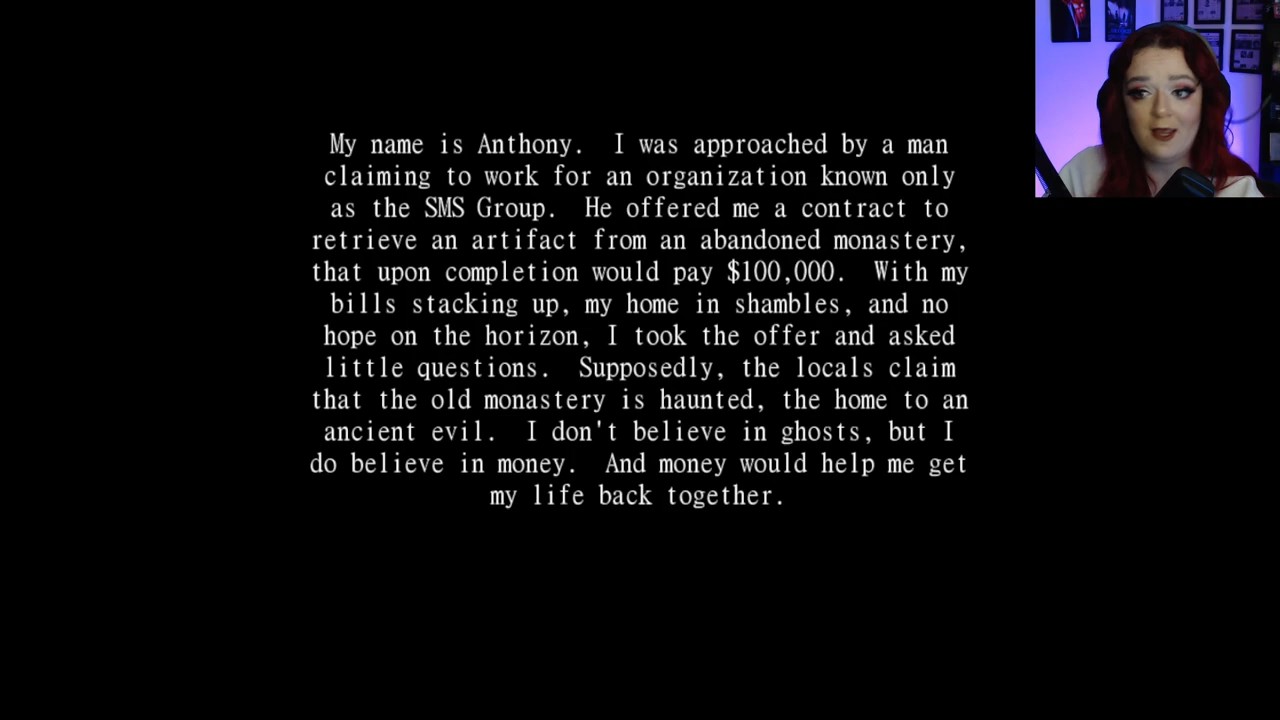 My name is Anthony.  I was approached by a man
claiming to work for an organization known only
as the SMS Group.  He offered me a contract to
retrieve an artifact from an abandoned monastery,
that upon completion would pay $100,000.  With my
bills stacking up, my home in shambles, and no
hope on the horizon, I took the offer and asked
little questions.  Supposedly, the locals claim
that the old monastery is haunted, the home to an
ancient evil.  I don't believe in ghosts, but I
do believe in money.  And money would help me get
my life back together.